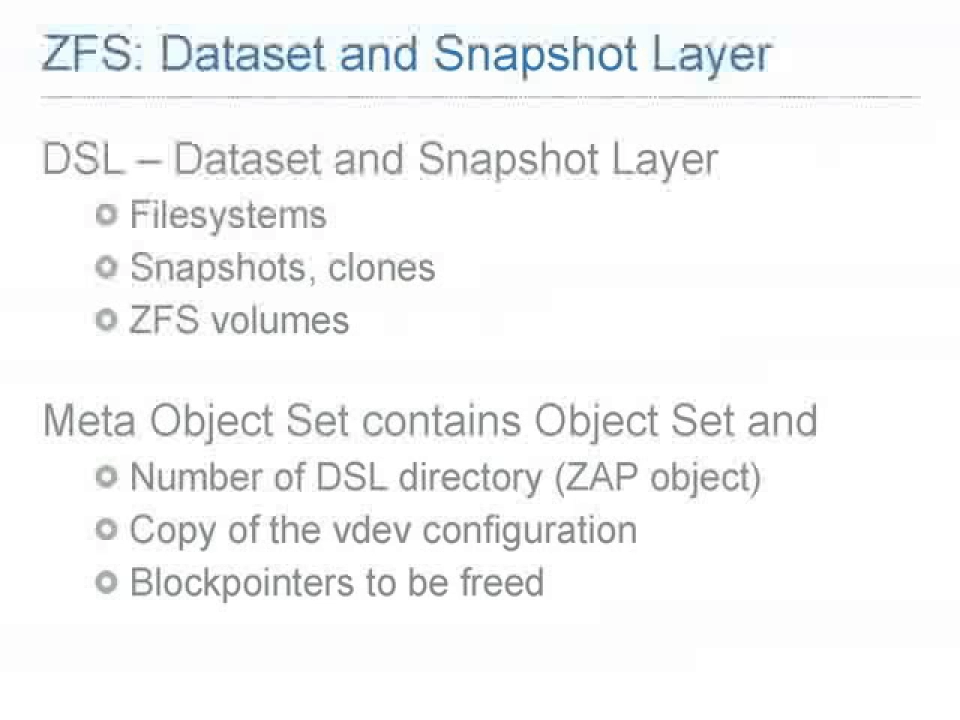 ZFS: Dataset and Snapshot Layer
DSL – Dataset and Snapshot Layer
Filesystems
Snapshots, clones
ZFS volumes
Meta Object Set contains Object Set and
Number of DSL directory (ZAP object)
Copy of the vdev configuration
Blockpointers to be freed